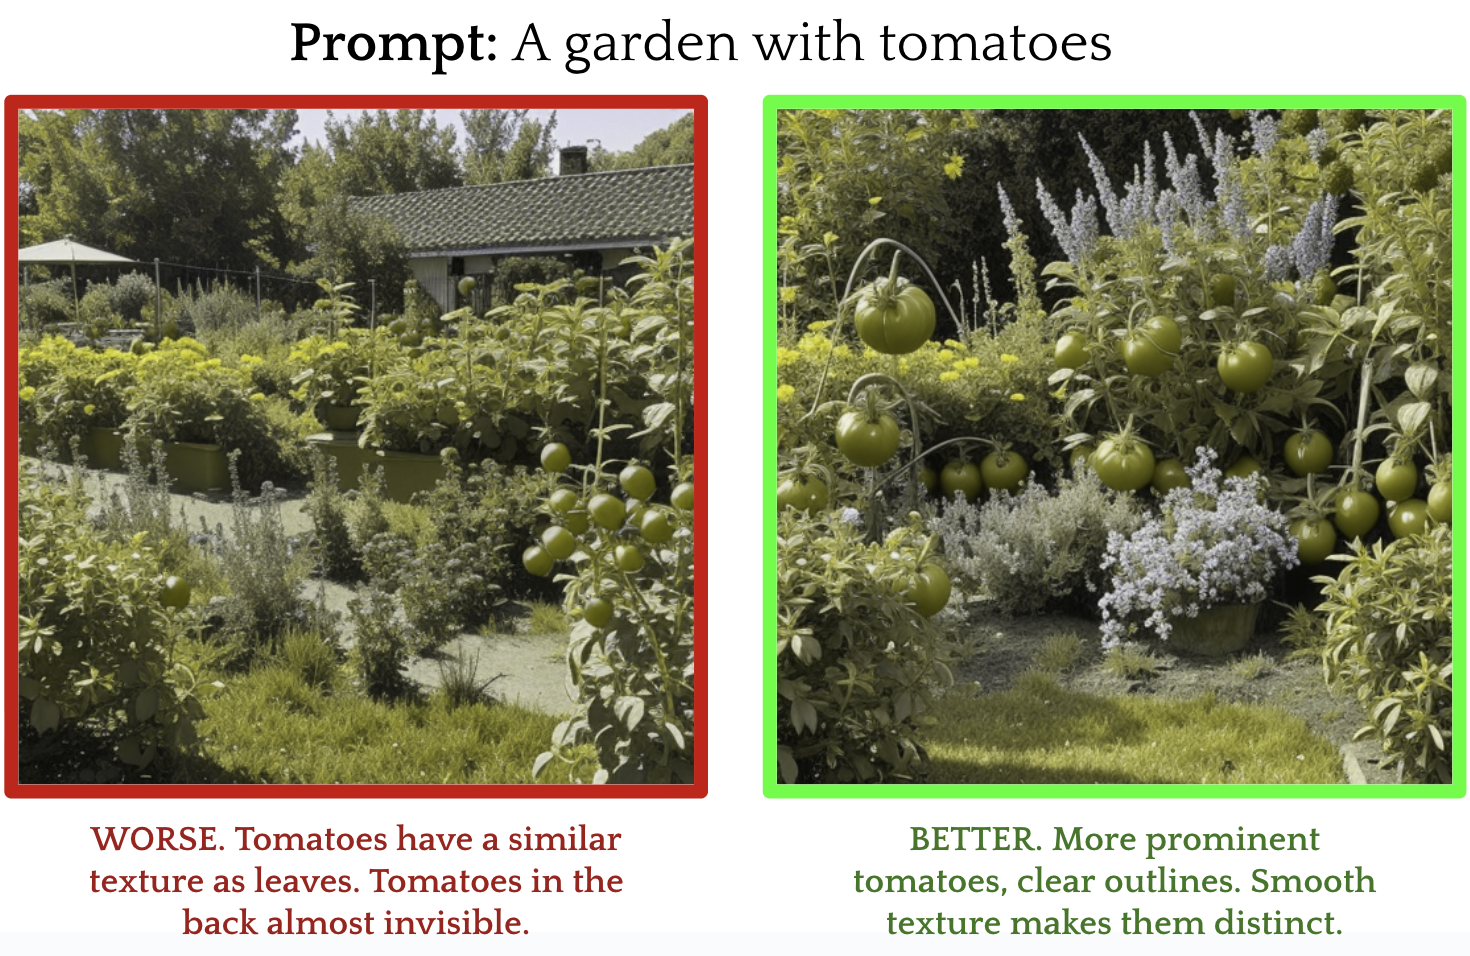 Prompt: A garden with tomatoes
WORSE. Tomatoes have a similar
texture as leaves. Tomatoes in the
back almost invisible.
BETTER. More prominent
tomatoes, clear outlines. Smooth
texture makes them distinct.